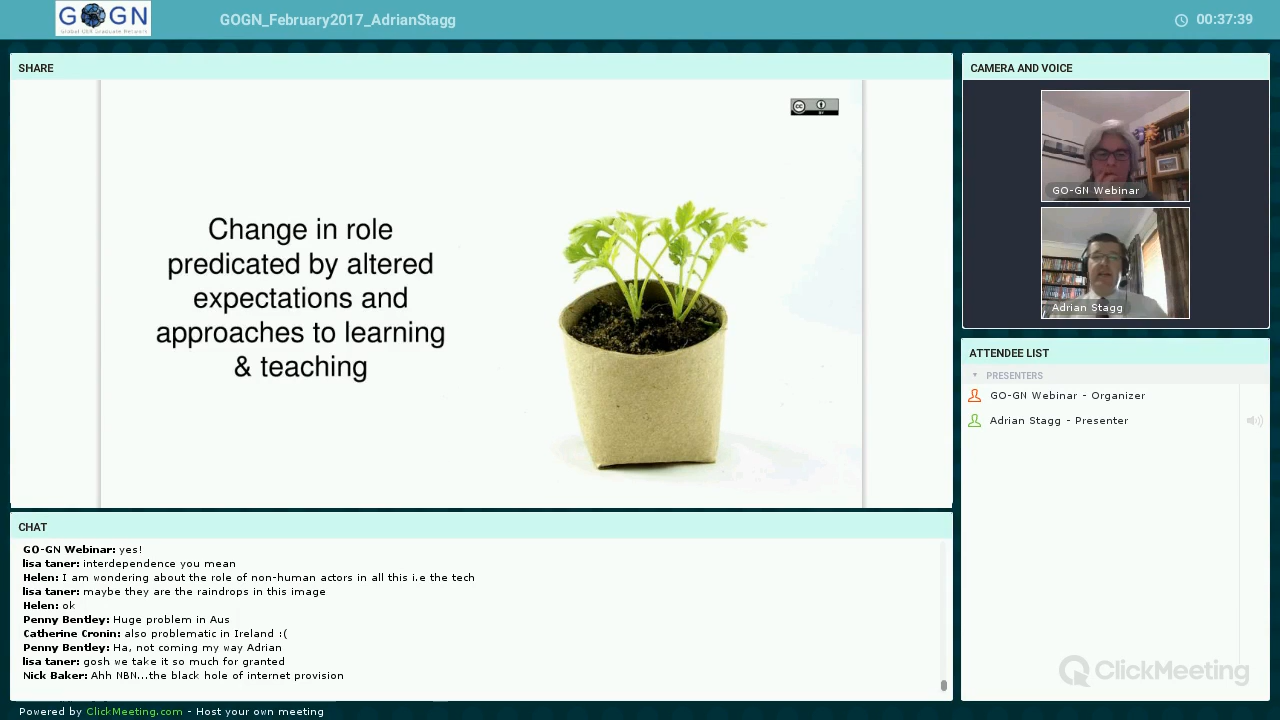 GOGN
Global OER Graduate Network
GOGN_February2017_AdrianStagg
00:37:39
SHARE
cc
BY
Change in role
predicated by altered
expectations and
approaches to learning
& teaching
CAMERA AND VOICE
GO-GN Webinar
Adrian Stagg
ATTENDEE LIST
PRESENTERS
GO-GN Webinar - Organizer
Adrian Stagg - Presenter
CHAT
GO-GN Webinar: yes!
lisa taner: interdependence you mean
Helen: I am wondering about the role of non-human actors in all this i.e the tech
lisa taner: maybe they are the raindrops in this image
Helen: ok
Penny Bentley: Huge problem in Aus
Catherine Cronin: also problematic in Ireland :(
Penny Bentley: Ha, not coming my way Adrian
lisa taner: gosh we take it so much for granted
Nick Baker: Ahh NBN...the black hole of internet provision
ClickMeeting
Powered by ClickMeeting.com - Host your own meeting